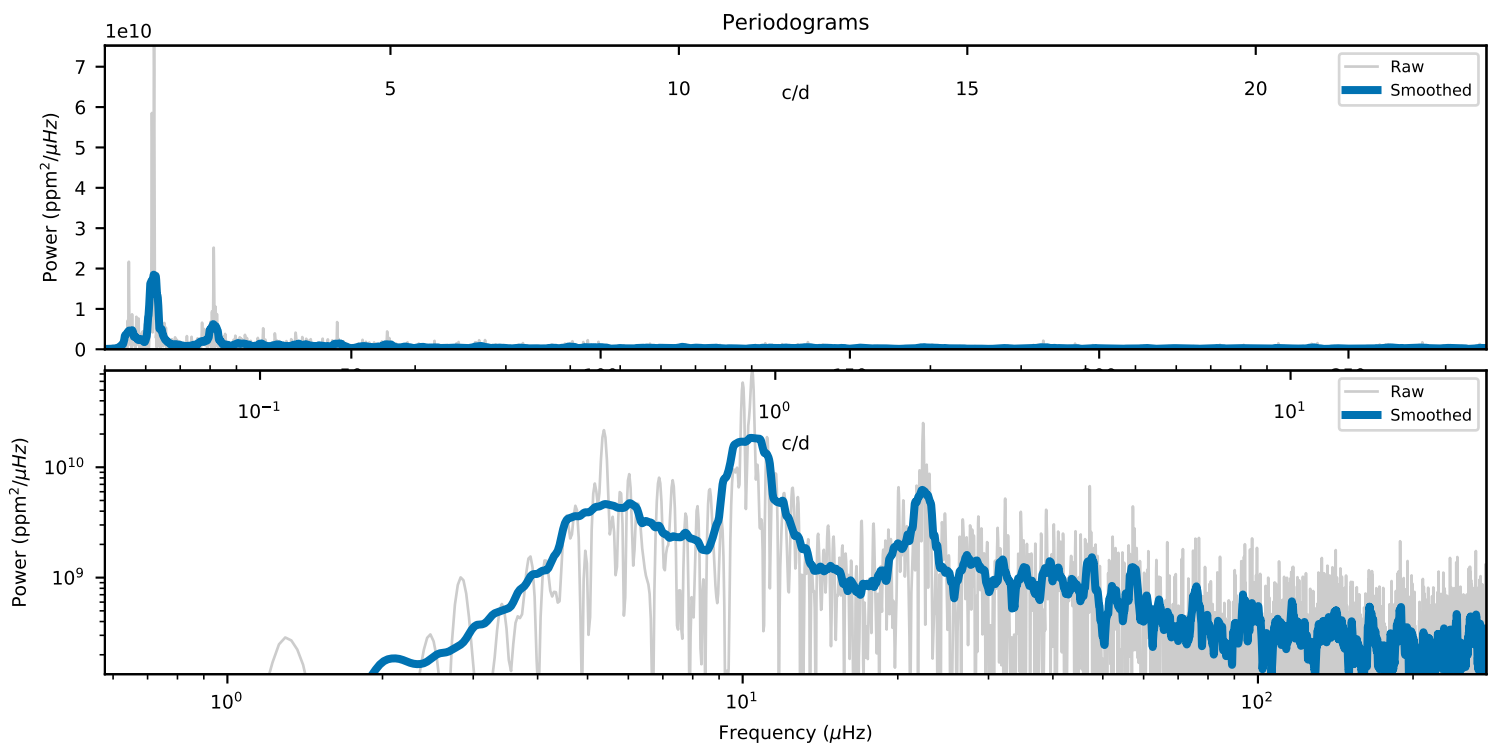 Periodograms
1e10
Power (ppm²/μHz)
7
6
5
4
3
2
1
0
5 10 15 20
c/d
Raw
Smoothed
10⁻¹ 10⁰ 10¹
c/d
Raw
Smoothed
Power (ppm²/μHz)
10¹⁰
10⁹
10⁰ 10¹ 10²
Frequency (μHz)